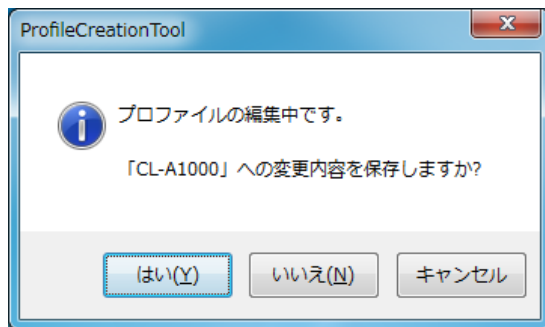 ProfileCreationTool
プロファイルの編集中です。
「CL-A1000」への変更内容を保存しますか?
はい(Y) いいえ(N) キャンセル